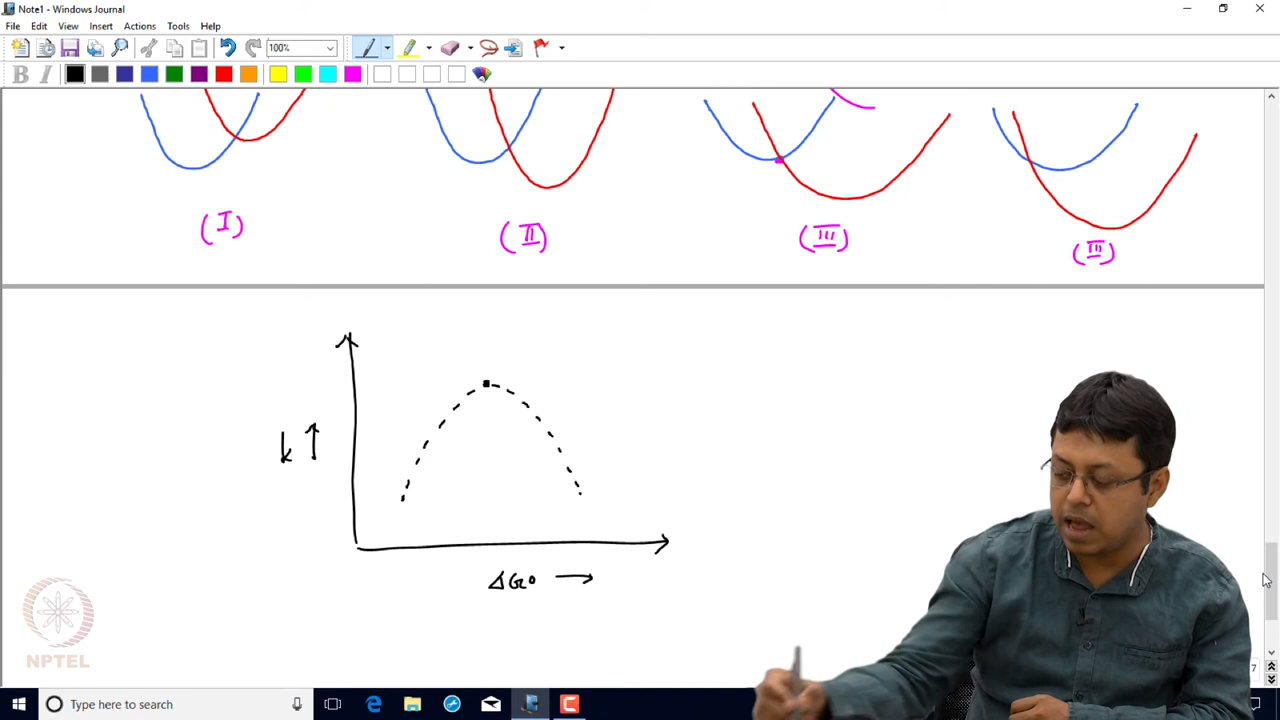 Note1 - Windows Journal
File Edit View Insert Actions Tools Help
100%
B I
(I)
(II)
(III)
(III)
k ↑
ΔG° →
NPTEL
7
Type here to search